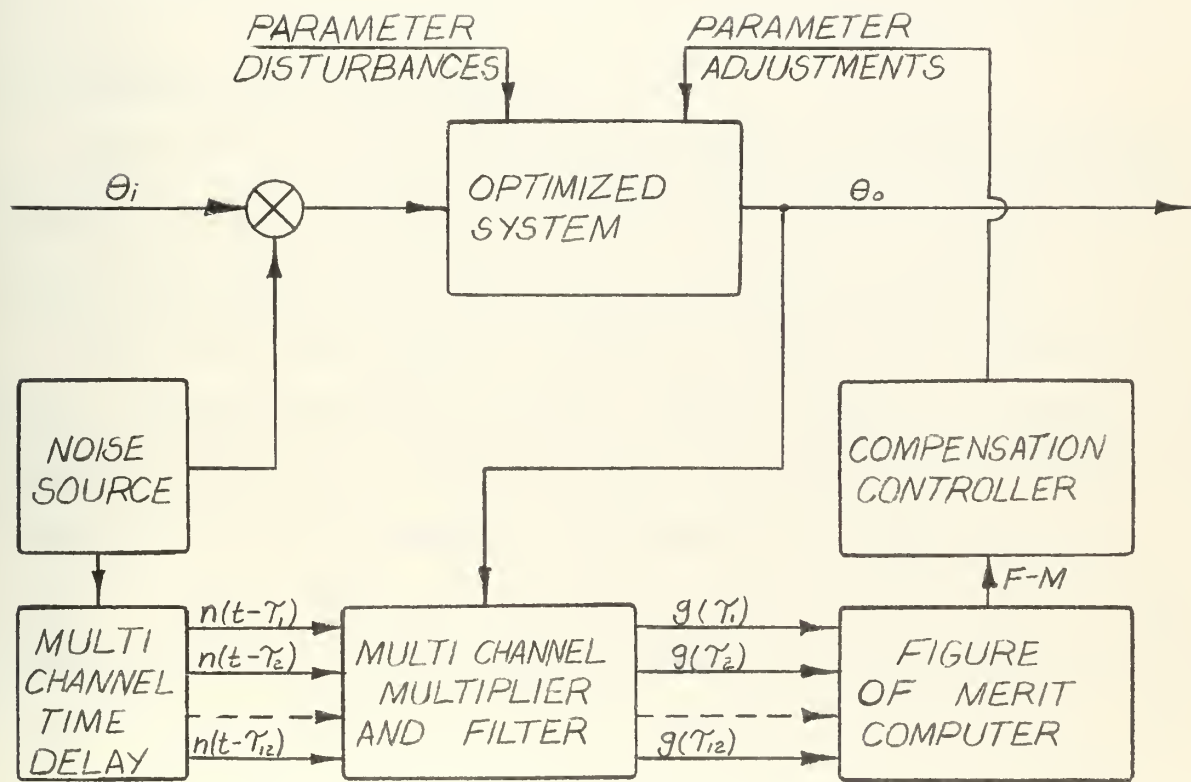 PARAMETER
DISTURBANCES
PARAMETER
ADJUSTMENTS
θi
OPTIMIZED
SYSTEM
θo
NOISE
SOURCE
COMPENSATION
CONTROLLER
F-M
MULTI
CHANNEL
TIME
DELAY
n(t-τ1)
n(t-τ2)
n(t-τ12)
MULTI CHANNEL
MULTIPLIER
AND FILTER
g(τ1)
g(τ2)
g(τ12)
FIGURE
OF MERIT
COMPUTER